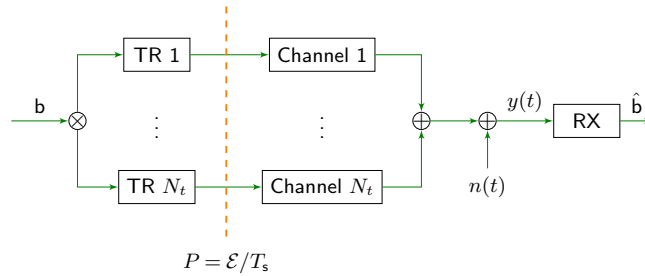 TR 1
Channel 1
b
y(t)
RX
b̂
⋮
⋮
TR N_t
Channel N_t
n(t)
P = ℰ/T_s